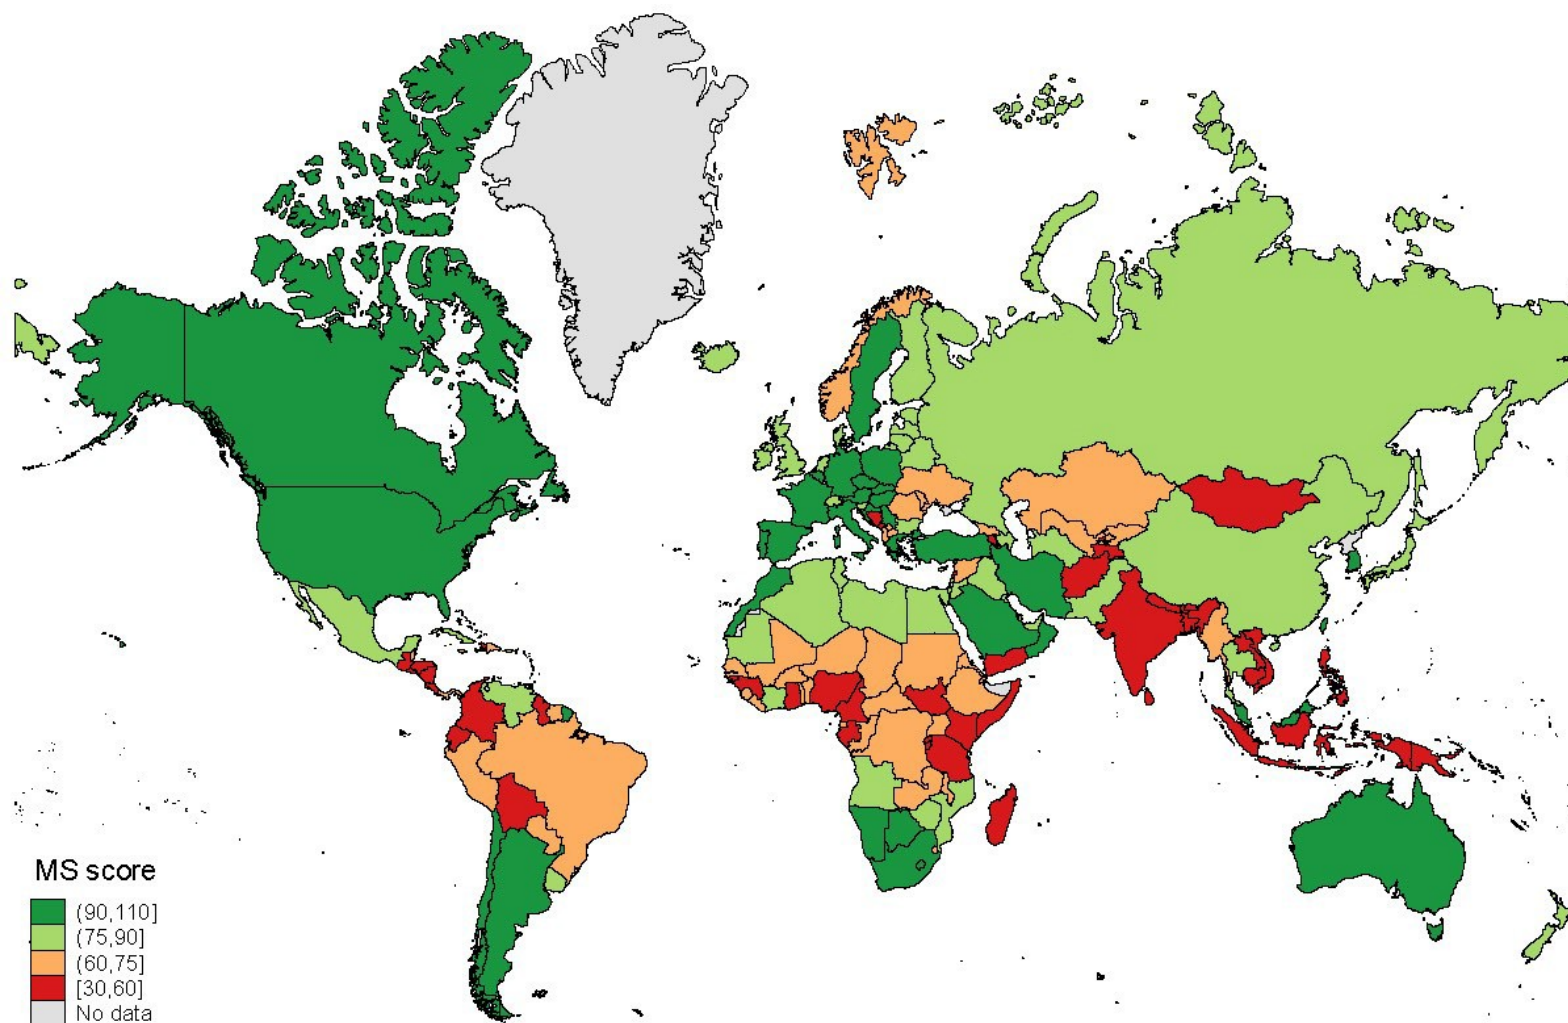 MS score
(90,110]
(75,90]
(60,75]
[30,60]
No data